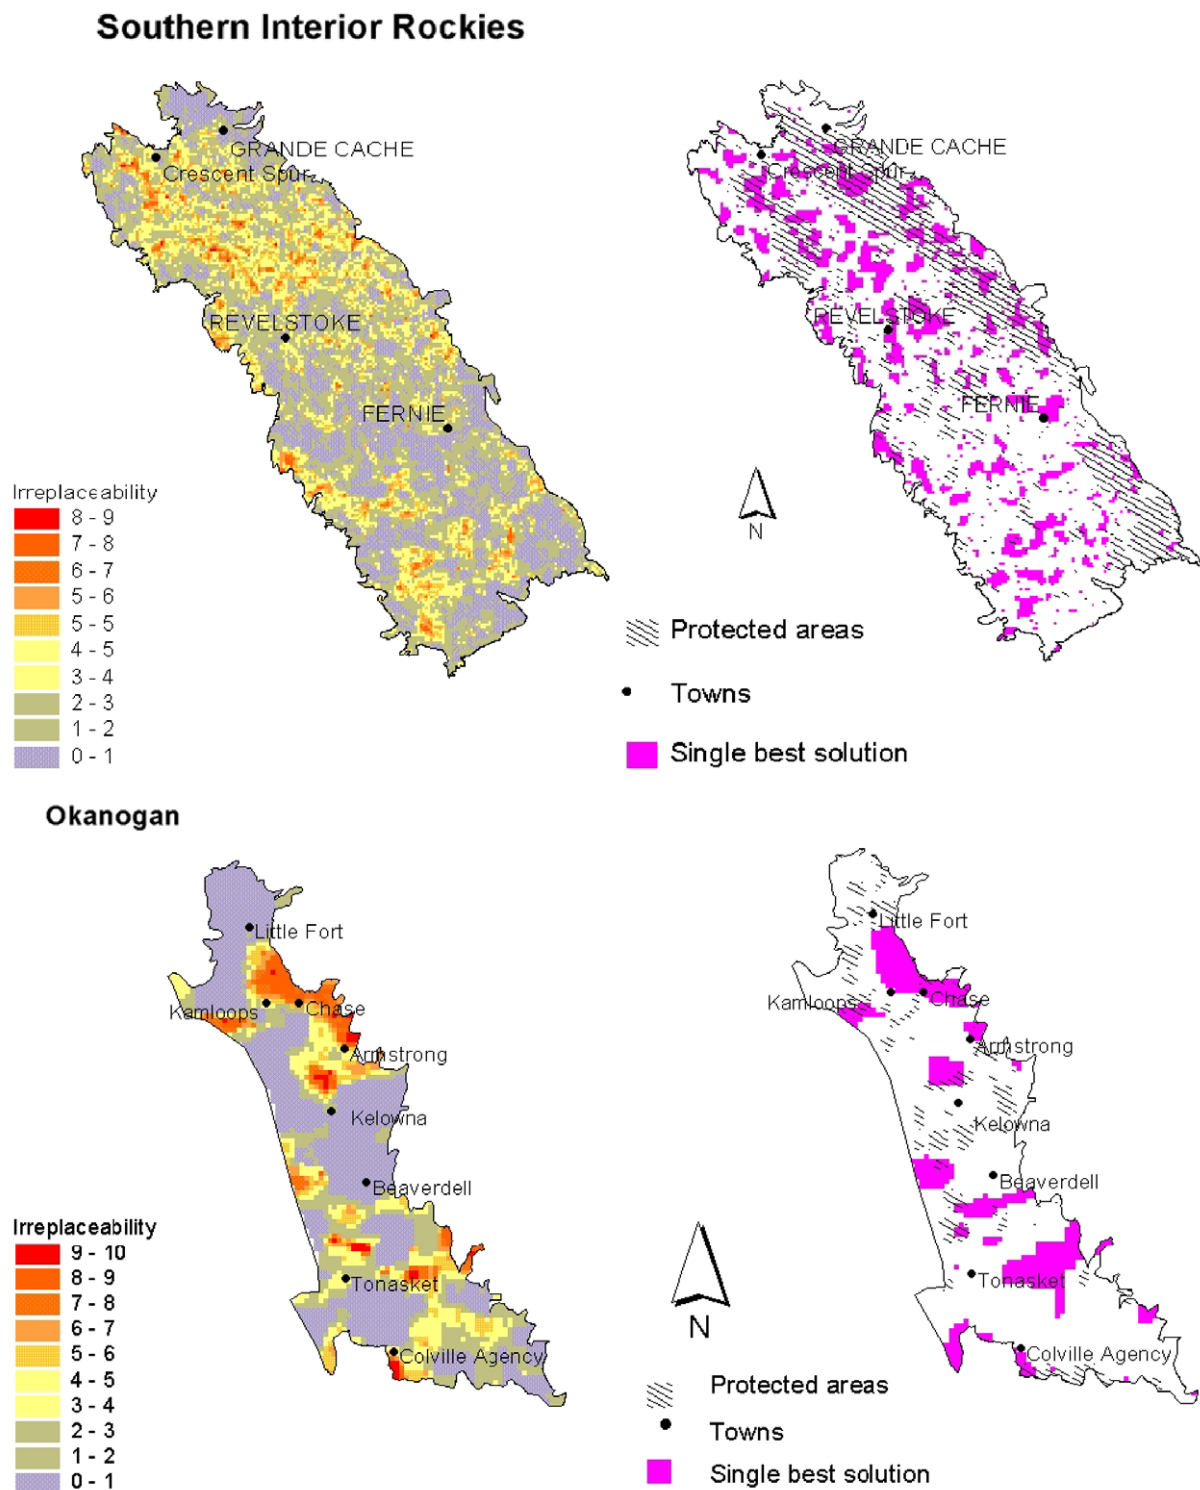 Southern Interior Rockies
GRANDE CACHE
Crescent Spur
REVELSTOKE
FERNIE
Irreplaceability
8 - 9
7 - 8
6 - 7
5 - 6
5 - 5
4 - 5
3 - 4
2 - 3
1 - 2
0 - 1
GRANDE CACHE
Crescent Spur
REVELSTOKE
FERNIE
N
Protected areas
Towns
Single best solution
Okanogan
Little Fort
Kamloops
Chase
Armstrong
Kelowna
Beaverdell
Tonasket
Colville Agency
Irreplaceability
9 - 10
8 - 9
7 - 8
6 - 7
5 - 6
4 - 5
3 - 4
2 - 3
1 - 2
0 - 1
Little Fort
Kamloops
Chase
Armstrong
Kelowna
Beaverdell
Tonasket
Colville Agency
N
Protected areas
Towns
Single best solution